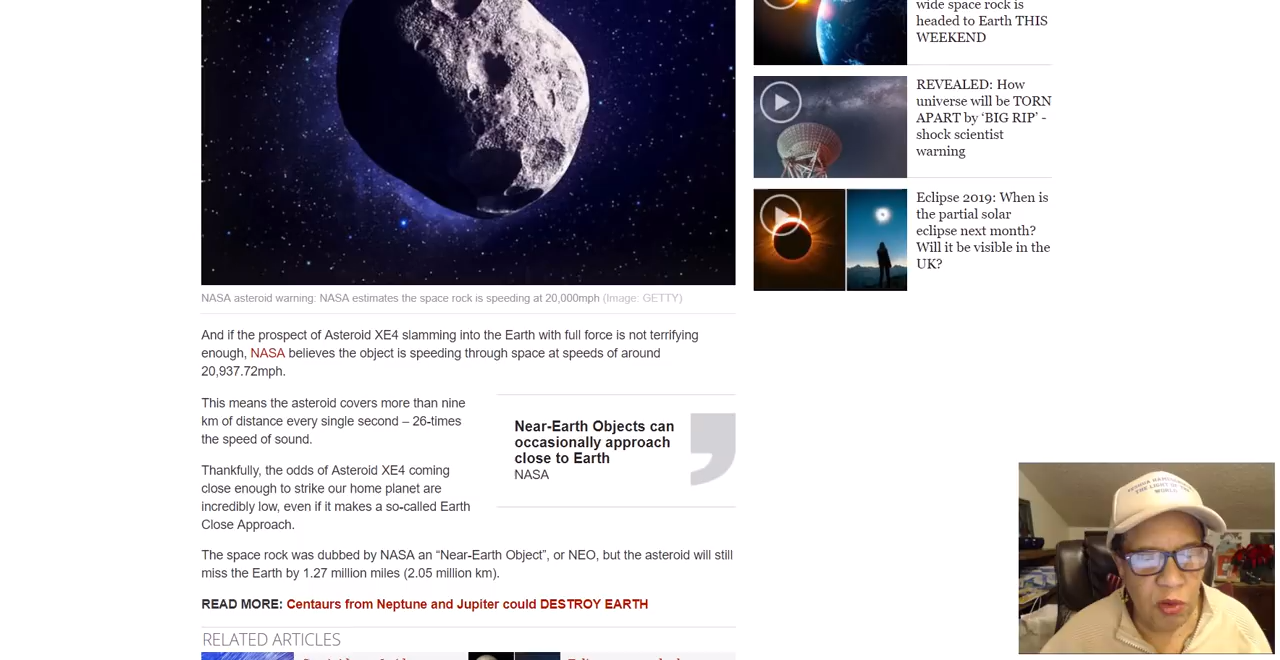 wide space rock is
headed to Earth THIS
WEEKEND
REVEALED: How
universe will be TORN
APART by ‘BIG RIP’ -
shock scientist
warning
Eclipse 2019: When is
the partial solar
eclipse next month?
Will it be visible in the
UK?
NASA asteroid warning: NASA estimates the space rock is speeding at 20,000mph (Image: GETTY)
And if the prospect of Asteroid XE4 slamming into the Earth with full force is not terrifying
enough, NASA believes the object is speeding through space at speeds of around
20,937.72mph.
This means the asteroid covers more than nine
km of distance every single second – 26-times
the speed of sound.
Near-Earth Objects can
occasionally approach
close to Earth
NASA
Thankfully, the odds of Asteroid XE4 coming
close enough to strike our home planet are
incredibly low, even if it makes a so-called Earth
Close Approach.
The space rock was dubbed by NASA an “Near-Earth Object”, or NEO, but the asteroid will still
miss the Earth by 1.27 million miles (2.05 million km).
READ MORE: Centaurs from Neptune and Jupiter could DESTROY EARTH
RELATED ARTICLES
THE LIGHT OF THE
WORLD